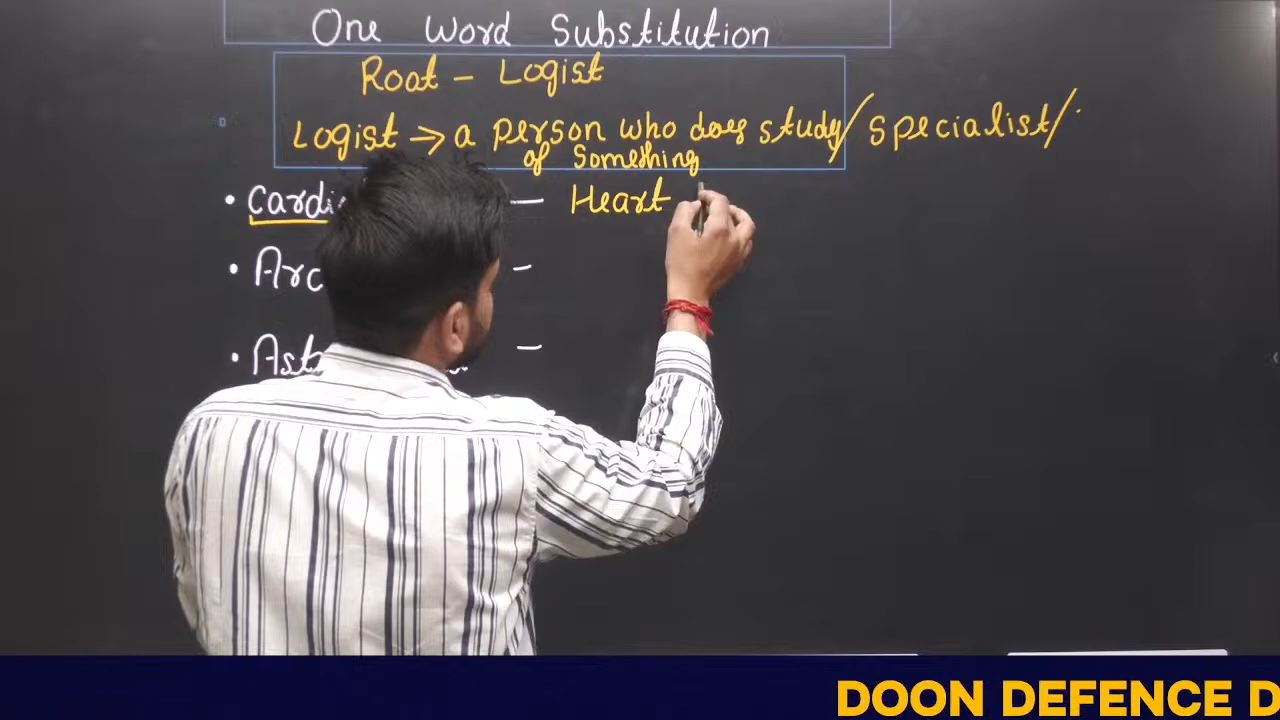 One Word Substitution
Root - Logist
Logist → a person who does study/ specialist/
of Something
• Cardi — Heart
• Arc -
• Ast -
DOON DEFENCE D